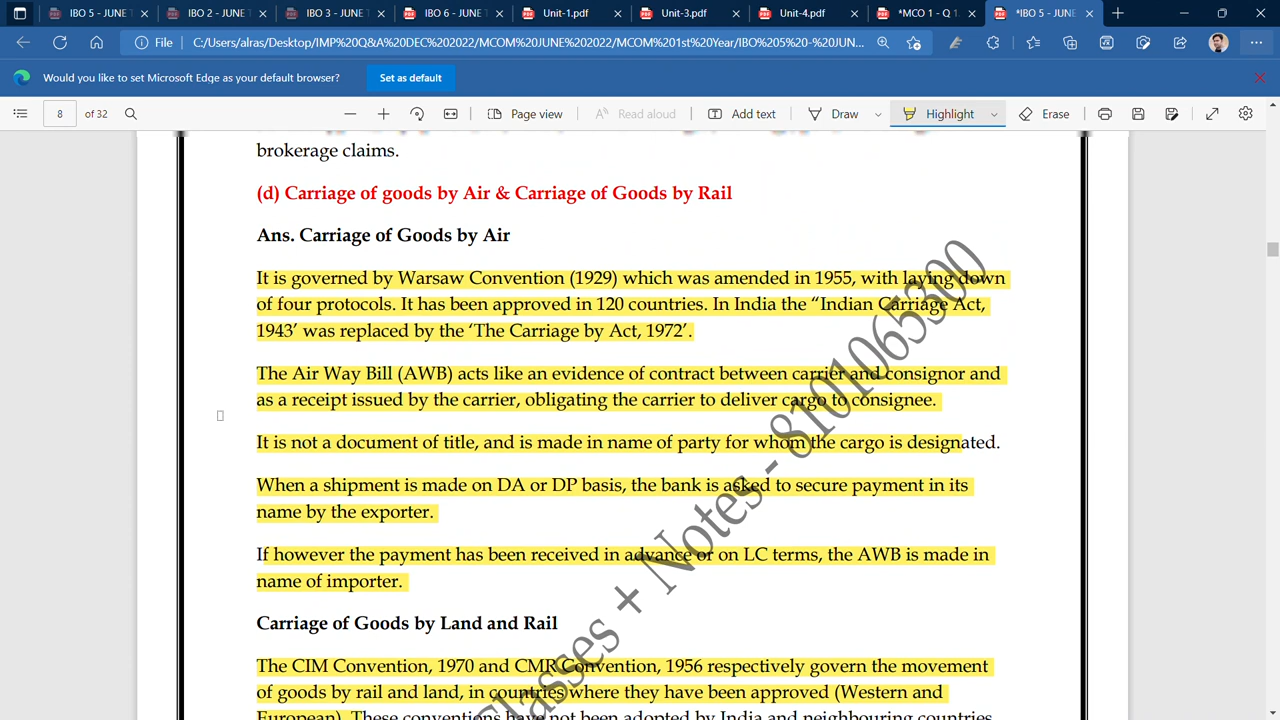 IBO 5 - JUNE T
IBO 2 - JUNE T
IBO 3 - JUNE T
IBO 6 - JUNE T
Unit-1.pdf
Unit-3.pdf
Unit-4.pdf
*MCO 1 - Q 1.
*IBO 5 - JUNE
File
C:/Users/alras/Desktop/IMP%20Q&A%20DEC%202022/MCOM%20JUNE%202022/MCOM%201st%20Year/IBO%205%20-%20JUN...
Would you like to set Microsoft Edge as your default browser?
Set as default
8 of 32
Page view
Read aloud
Add text
Draw
Highlight
Erase
brokerage claims.
(d) Carriage of goods by Air & Carriage of Goods by Rail
Ans. Carriage of Goods by Air
It is governed by Warsaw Convention (1929) which was amended in 1955, with laying down
of four protocols. It has been approved in 120 countries. In India the “Indian Carriage Act,
1943’ was replaced by the ‘The Carriage by Act, 1972’.
The Air Way Bill (AWB) acts like an evidence of contract between carrier and consignor and
as a receipt issued by the carrier, obligating the carrier to deliver cargo to consignee.
It is not a document of title, and is made in name of party for whom the cargo is designated.
When a shipment is made on DA or DP basis, the bank is asked to secure payment in its
name by the exporter.
If however the payment has been received in advance or on LC terms, the AWB is made in
name of importer.
Carriage of Goods by Land and Rail
The CIM Convention, 1970 and CMR Convention, 1956 respectively govern the movement
of goods by rail and land, in countries where they have been approved (Western and
European). These conventions have not been adopted by India and neighbouring countries
Classes + Notes - 8101065300